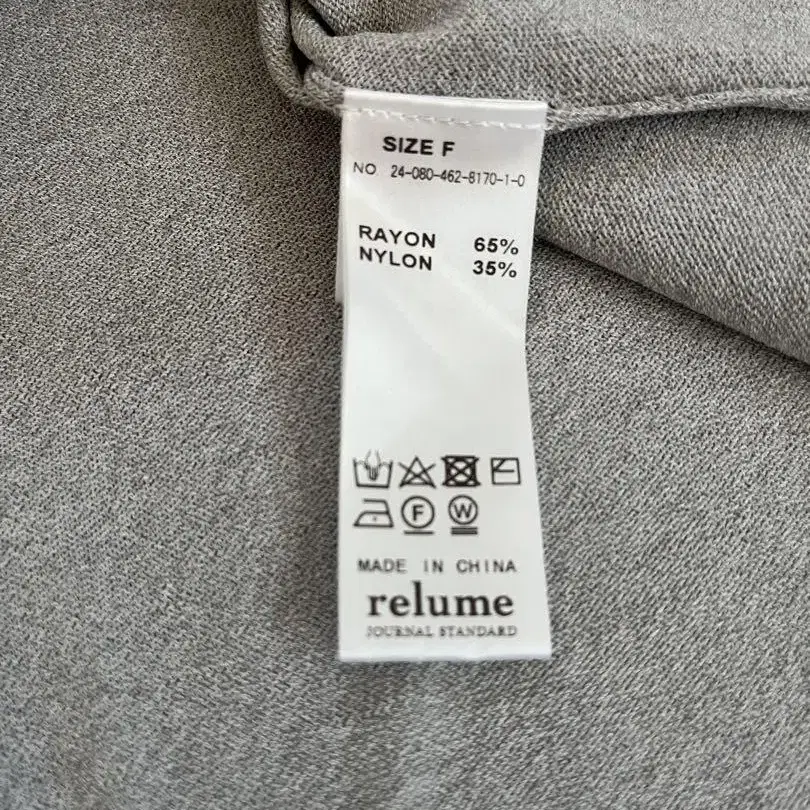 SIZE F
NO. 24-080-462-8170-1-0
RAYON 65%
NYLON 35%
F W
MADE IN CHINA
relume
JOURNAL STANDARD